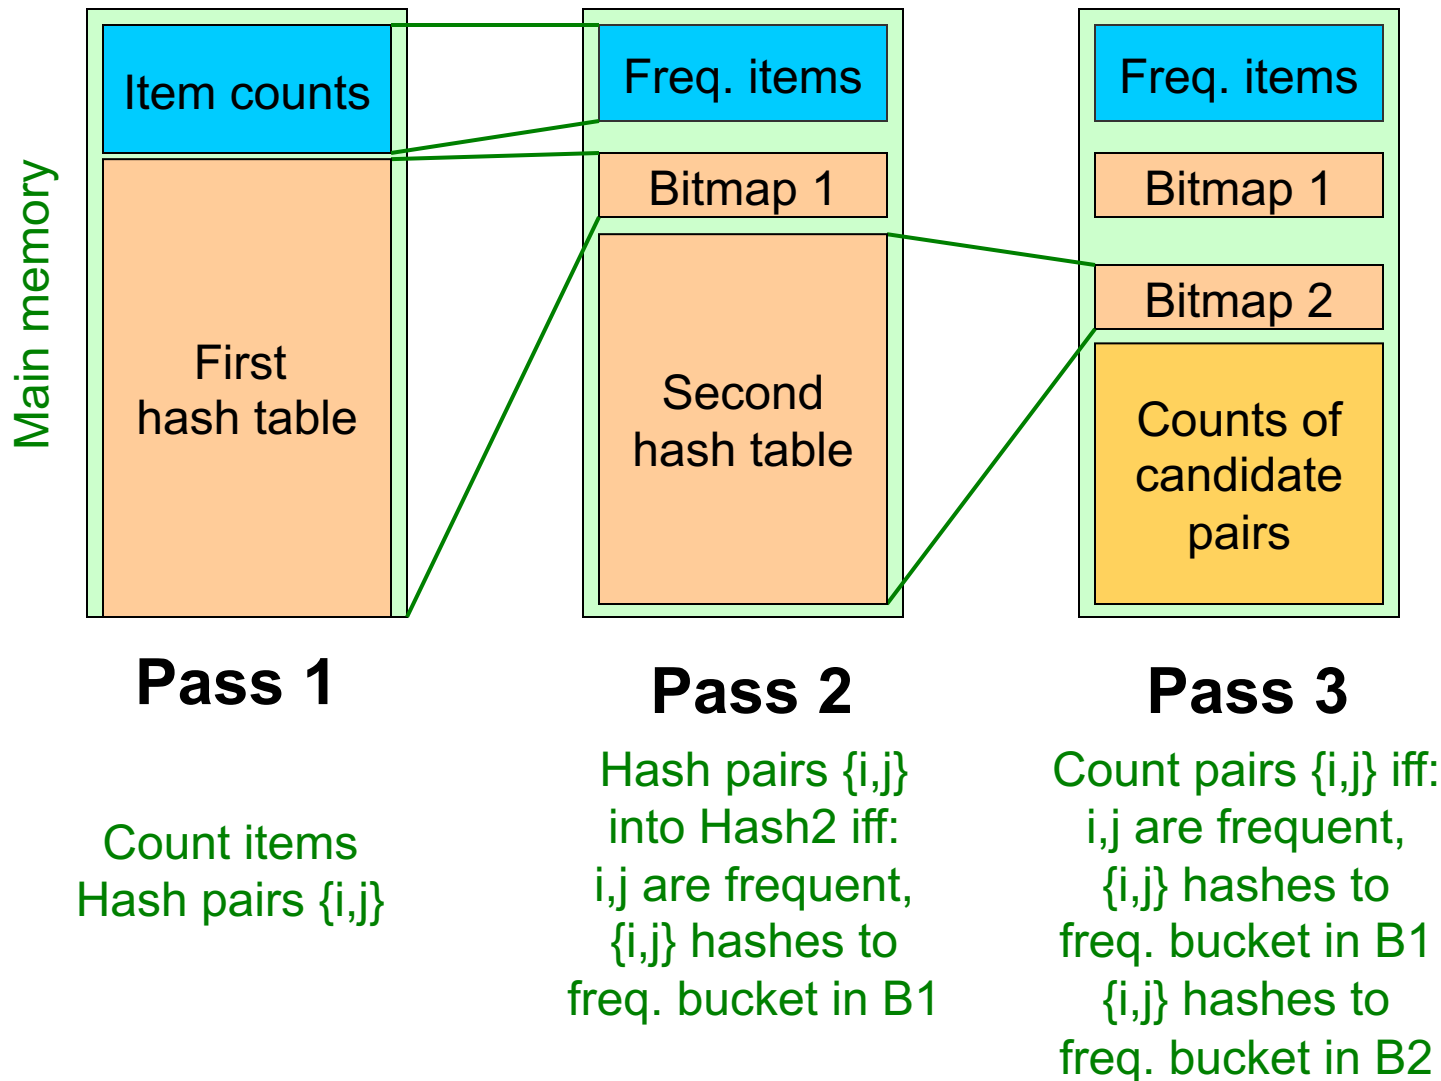 Main memory
Item counts
First
hash table
Pass 1
Count items
Hash pairs {i,j}
Freq. items
Bitmap 1
Second
hash table
Pass 2
Hash pairs {i,j}
into Hash2 iff:
i,j are frequent,
{i,j} hashes to
freq. bucket in B1
Freq. items
Bitmap 1
Bitmap 2
Counts of
candidate
pairs
Pass 3
Count pairs {i,j} iff:
i,j are frequent,
{i,j} hashes to
freq. bucket in B1
{i,j} hashes to
freq. bucket in B2